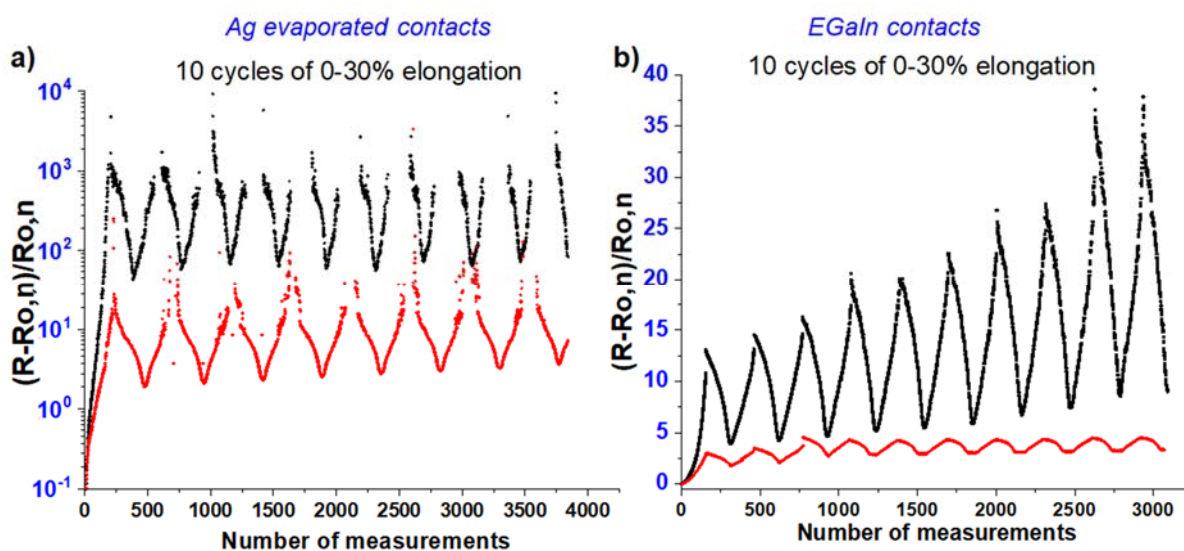 Ag evaporated contacts
a)
10 cycles of 0-30% elongation
(R-Ro,n)/Ro,n
10^4
10^3
10^2
10^1
10^0
10^-1
0 500 1000 1500 2000 2500 3000 3500 4000
Number of measurements
EGaIn contacts
b)
10 cycles of 0-30% elongation
(R-Ro,n)/Ro,n
40
35
30
25
20
15
10
5
0
0 500 1000 1500 2000 2500 3000
Number of measurements